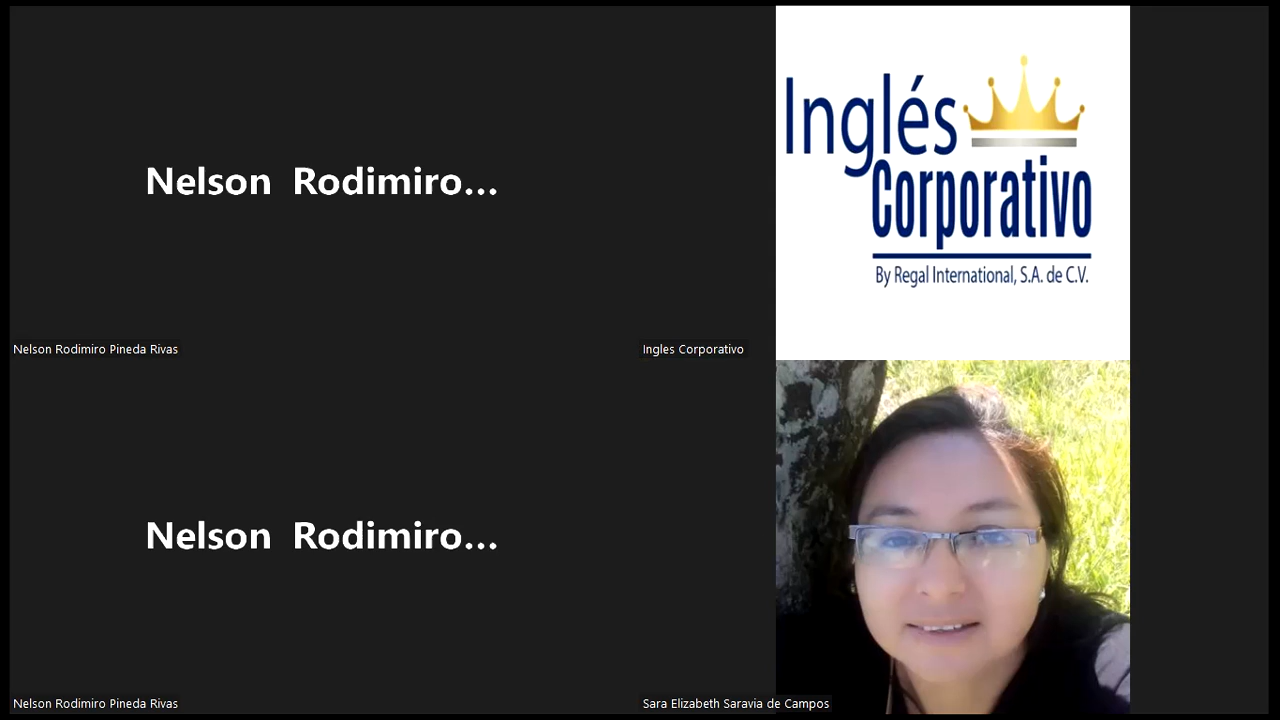 Nelson Rodimiro...
Nelson Rodimiro Pineda Rivas
Inglés
Corporativo
By Regal International, S.A. de C.V.
Ingles Corporativo
Nelson Rodimiro...
Nelson Rodimiro Pineda Rivas
Sara Elizabeth Saravia de Campos